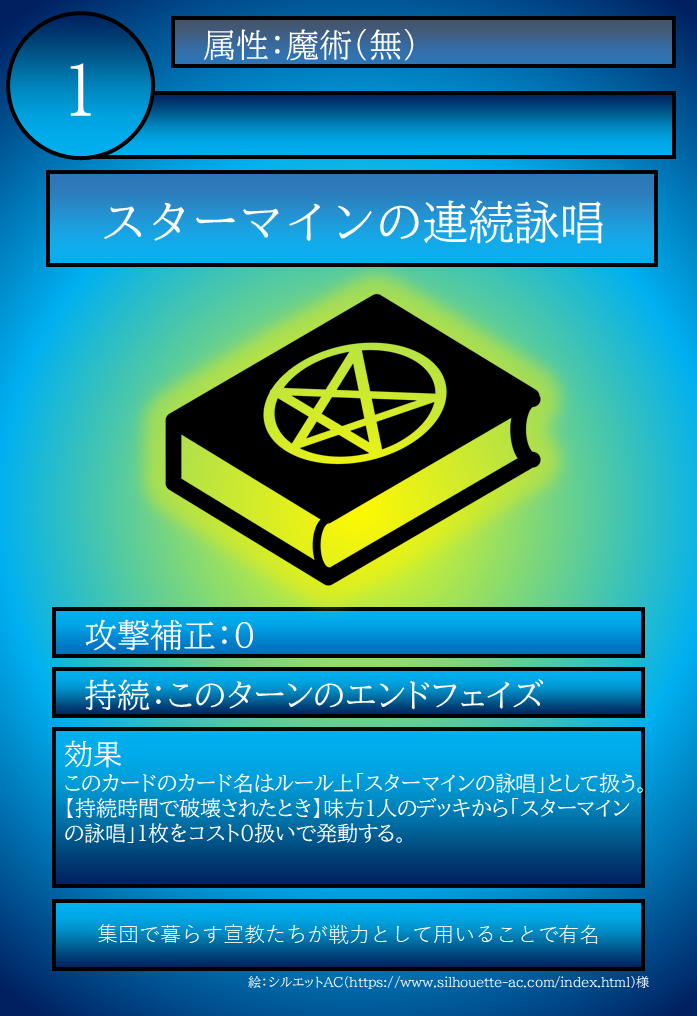 属性：魔術（無）
1
スターマインの連続詠唱
攻撃補正：0
持続：このターンのエンドフェイズ
効果
このカードのカード名はルール上「スターマインの詠唱」として扱う。
【持続時間で破壊されたとき】味方1人のデッキから「スターマイン
の詠唱」1枚をコスト0扱いで発動する。
集団で暮らす宣教たちが戦力として用いることで有名
絵：シルエットAC（https://www.silhouette-ac.com/index.html）様